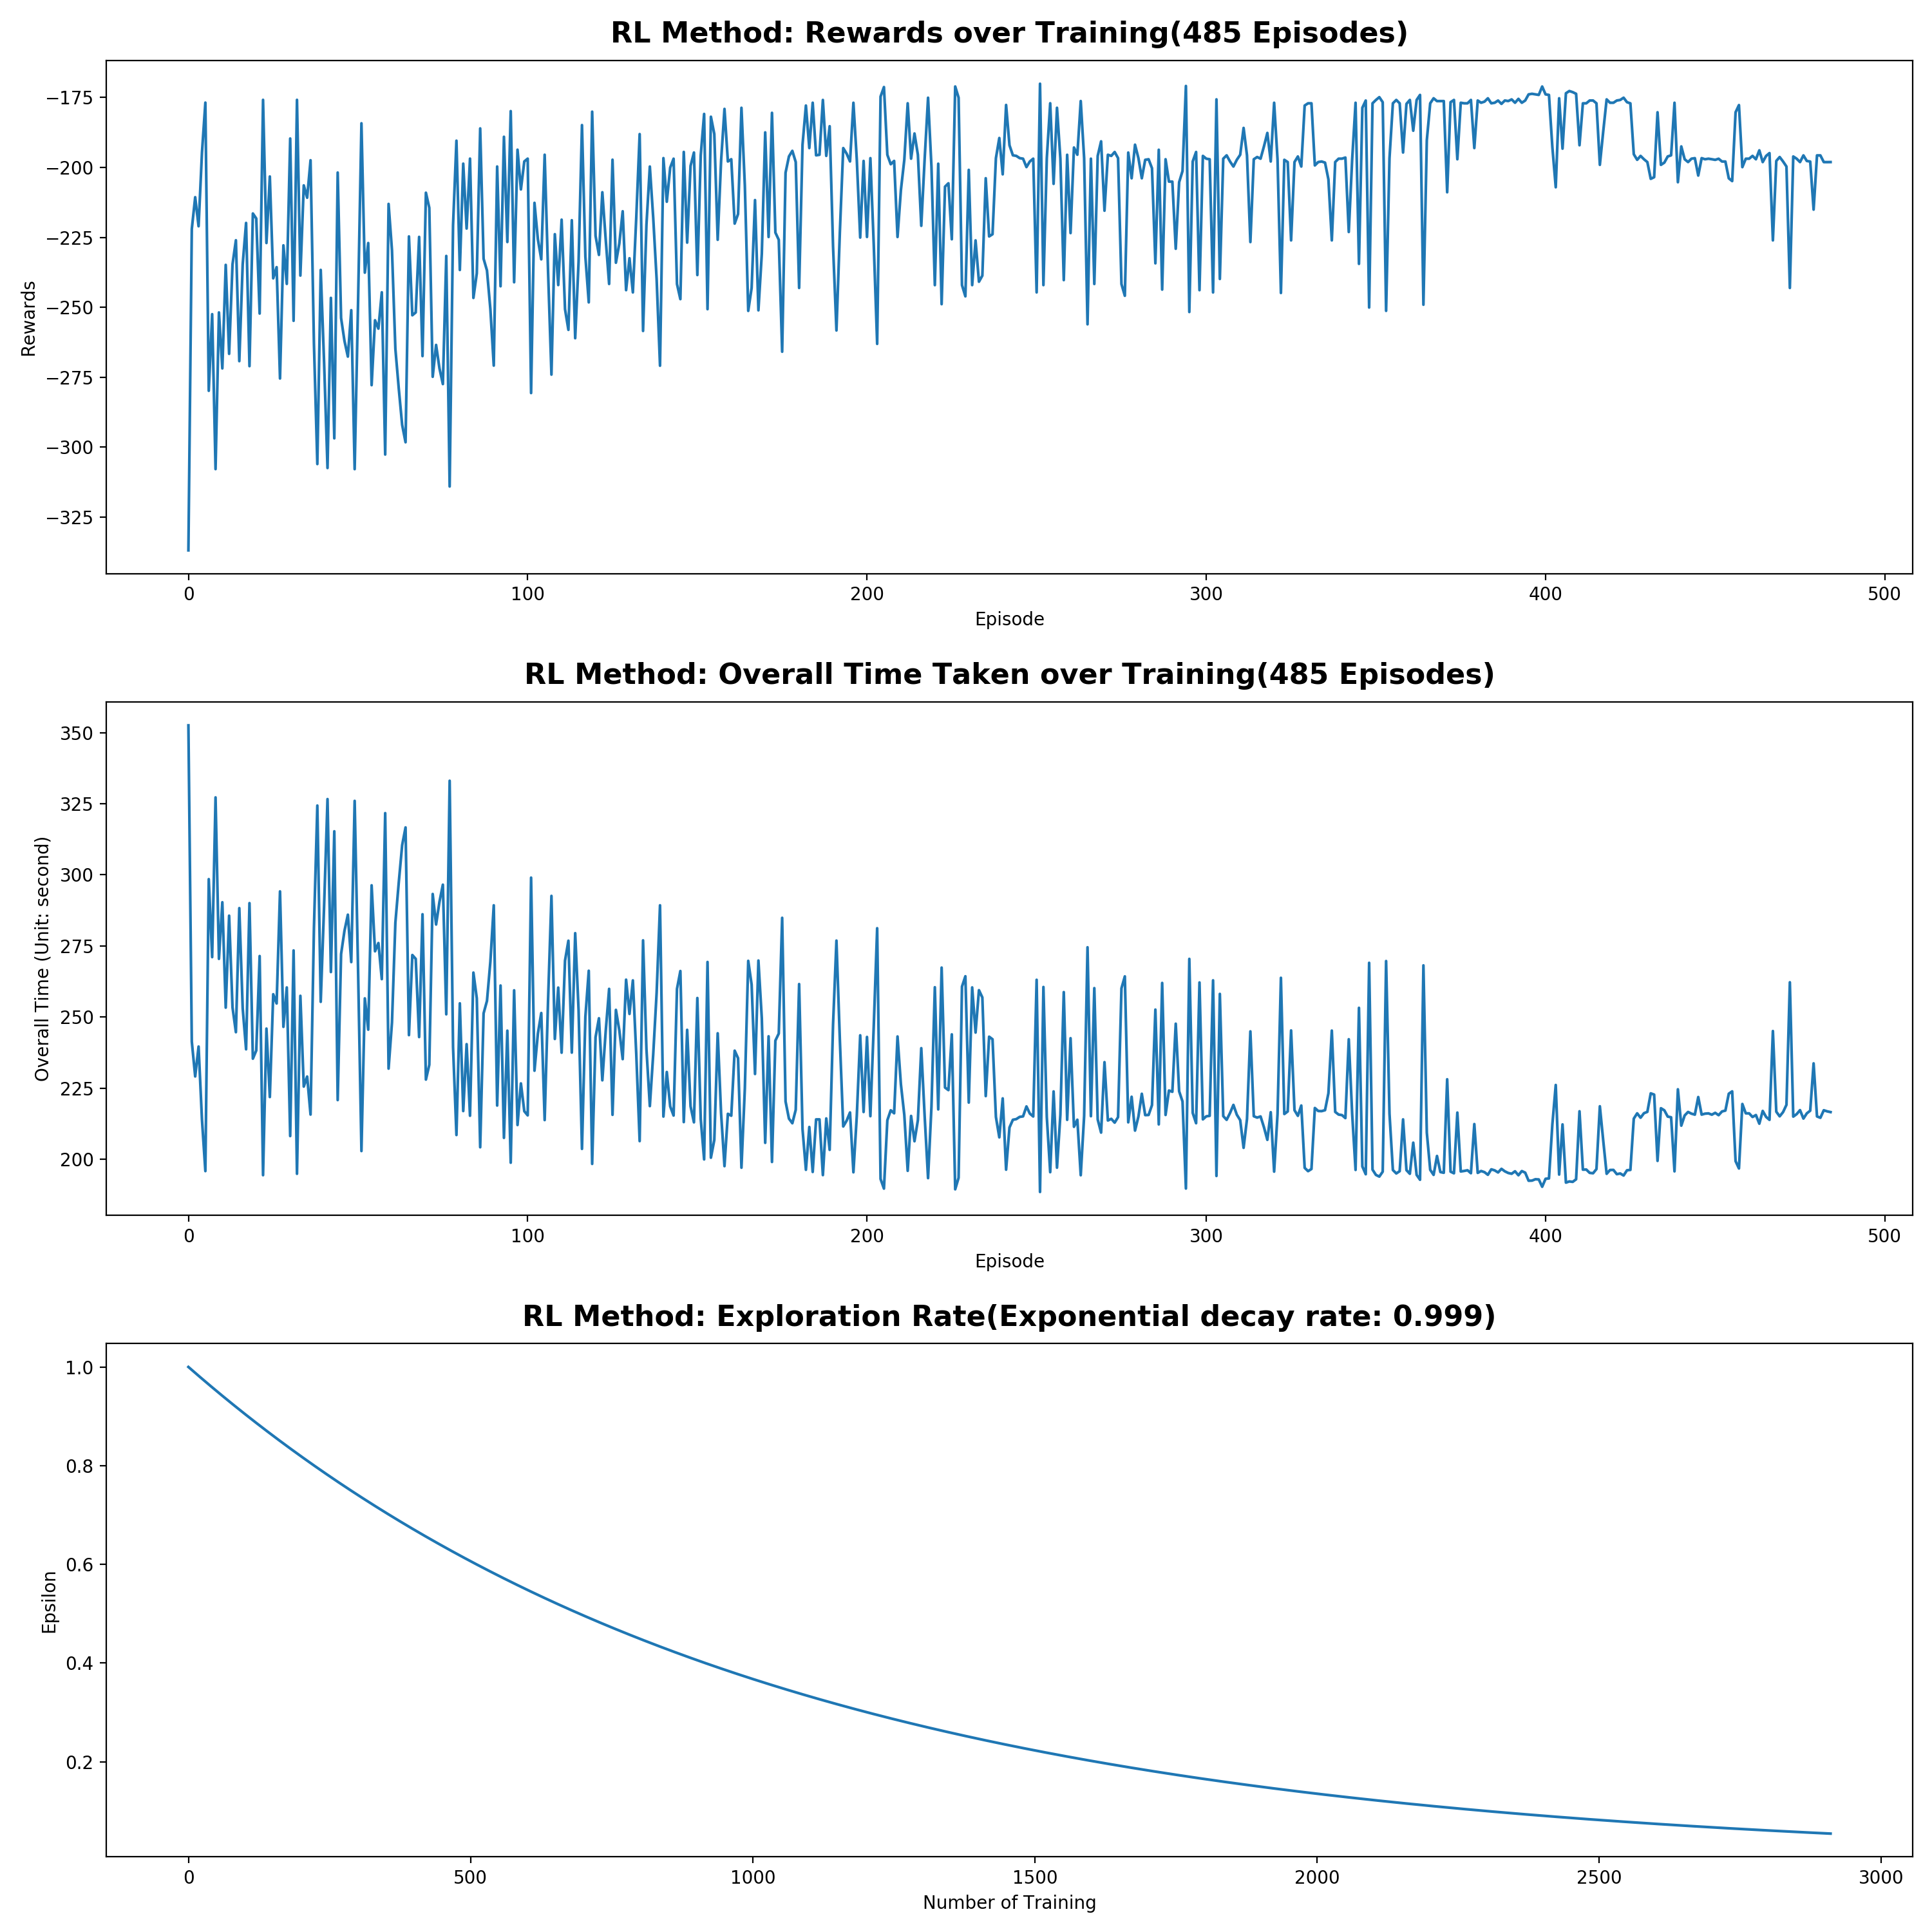 RL Method: Rewards over Training(485 Episodes)
−175
−200
−225
−250
−275
−300
−325
Rewards
0 100 200 300 400 500
Episode
RL Method: Overall Time Taken over Training(485 Episodes)
350
325
300
275
250
225
200
Overall Time (Unit: second)
0 100 200 300 400 500
Episode
RL Method: Exploration Rate(Exponential decay rate: 0.999)
1.0
0.8
0.6
0.4
0.2
Epsilon
0 500 1000 1500 2000 2500 3000
Number of Training